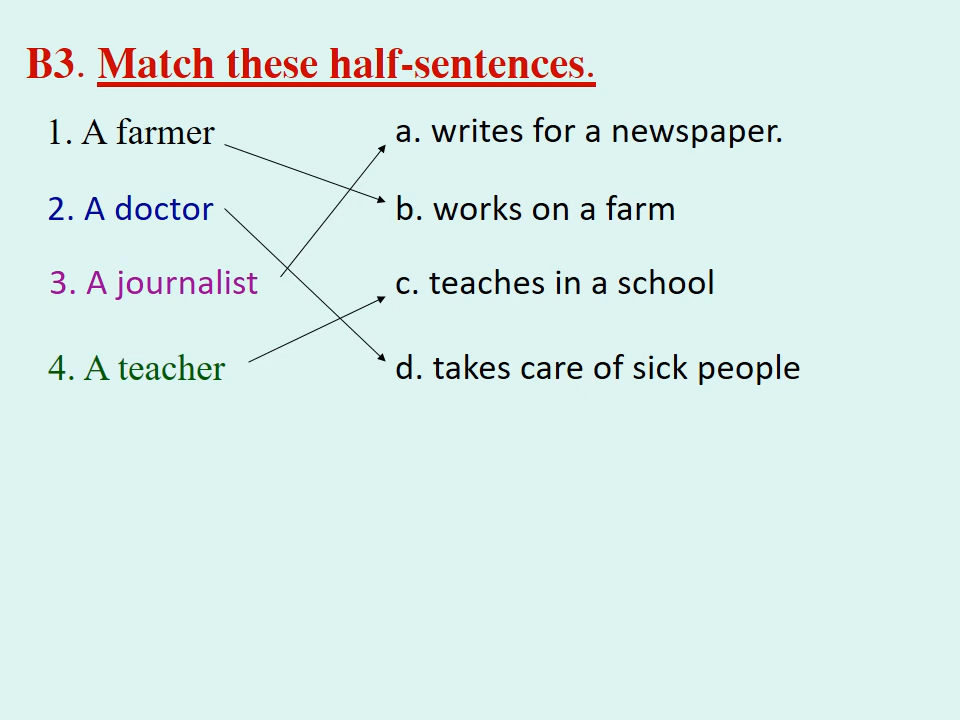 B3. Match these half-sentences.
1. A farmer
a. writes for a newspaper.
2. A doctor
b. works on a farm
3. A journalist
c. teaches in a school
4. A teacher
d. takes care of sick people